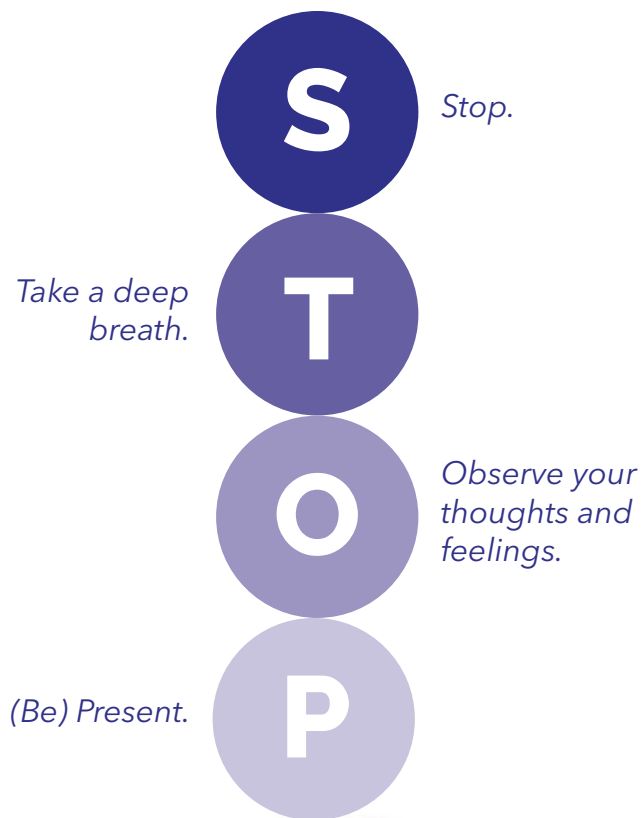 S
Stop.
T
Take a deep
breath.
O
Observe your
thoughts and
feelings.
P
(Be) Present.